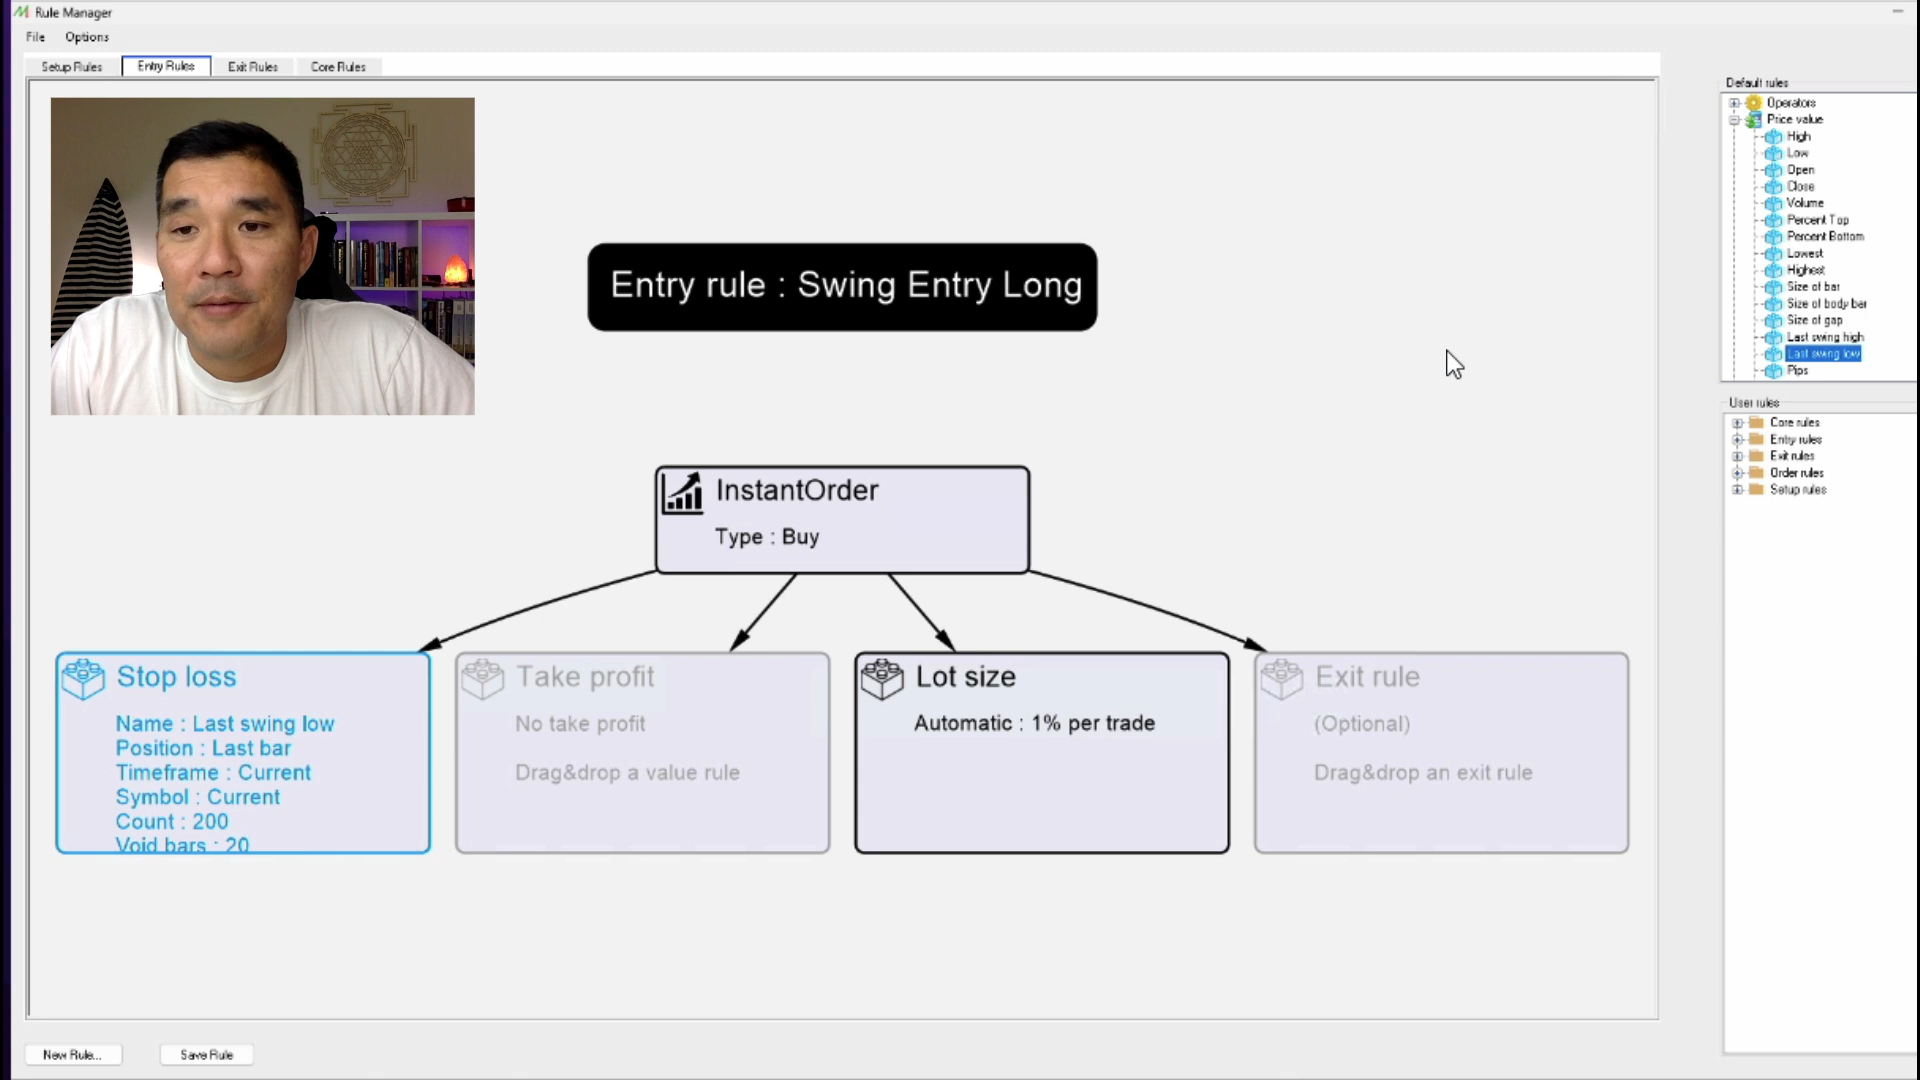 Rule Manager
File Options
Setup Rules Entry Rules Exit Rules Core Rules
Entry rule : Swing Entry Long
InstantOrder
Type : Buy
Stop loss
Name : Last swing low
Position : Last bar
Timeframe : Current
Symbol : Current
Count : 200
Void bars : 20
Take profit
No take profit
Drag&drop a value rule
Lot size
Automatic : 1% per trade
Exit rule
(Optional)
Drag&drop an exit rule
New Rule... Save Rule
Default rules
Operators
Price value
High
Low
Open
Close
Volume
Percent Top
Percent Bottom
Lowest
Highest
Size of bar
Size of body bar
Size of gap
Last swing high
Last swing low
Pips
User rules
Core rules
Entry rules
Exit rules
Order rules
Setup rules